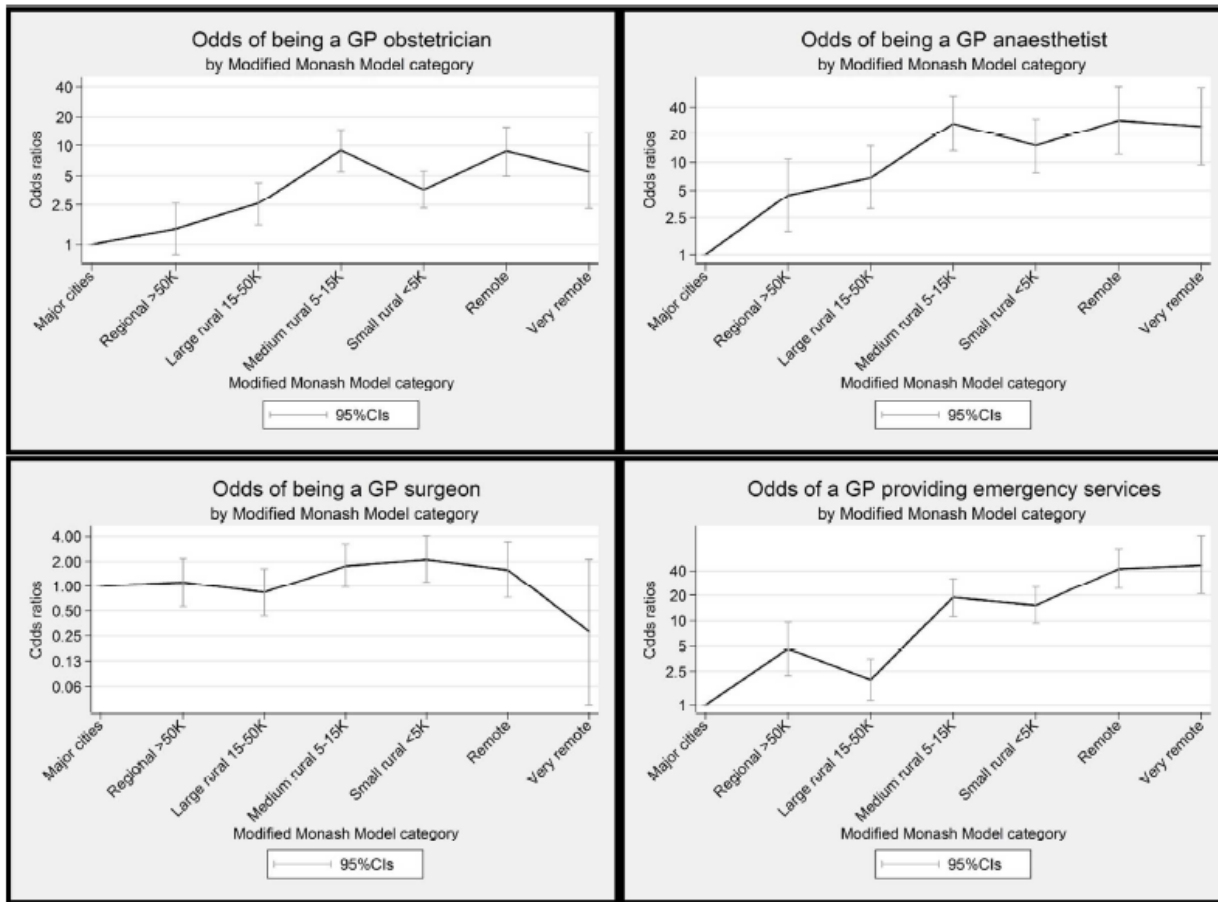 Odds of being a GP obstetrician
by Modified Monash Model category
40
20
10
5
2.5
1
Odds ratios
Major cities
Regional >50K
Large rural 15-50K
Medium rural 5-15K
Small rural <5K
Remote
Very remote
Modified Monash Model category
95%CIs
Odds of being a GP anaesthetist
by Modified Monash Model category
40
20
10
5
2.5
1
Odds ratios
Major cities
Regional >50K
Large rural 15-50K
Medium rural 5-15K
Small rural <5K
Remote
Very remote
Modified Monash Model category
95%CIs
Odds of being a GP surgeon
by Modified Monash Model category
4.00
2.00
1.00
0.50
0.25
0.13
0.06
Odds ratios
Major cities
Regional >50K
Large rural 15-50K
Medium rural 5-15K
Small rural <5K
Remote
Very remote
Modified Monash Model category
95%CIs
Odds of a GP providing emergency services
by Modified Monash Model category
40
20
10
5
2.5
1
Odds ratios
Major cities
Regional >50K
Large rural 15-50K
Medium rural 5-15K
Small rural <5K
Remote
Very remote
Modified Monash Model category
95%CIs